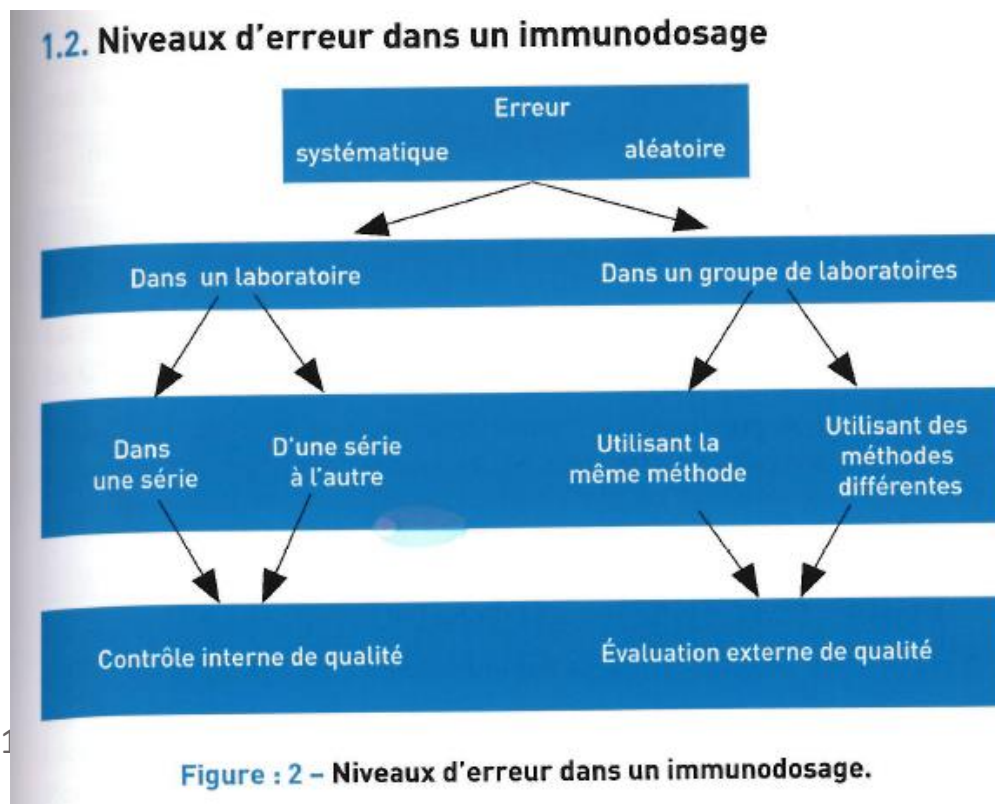 1.2. Niveaux d'erreur dans un immunodosage
Erreur
systématique aléatoire
Dans un laboratoire
Dans un groupe de laboratoires
Dans
une série
D'une série
à l'autre
Utilisant la
même méthode
Utilisant des
méthodes
différentes
Contrôle interne de qualité
Évaluation externe de qualité
1
Figure : 2 – Niveaux d'erreur dans un immunodosage.